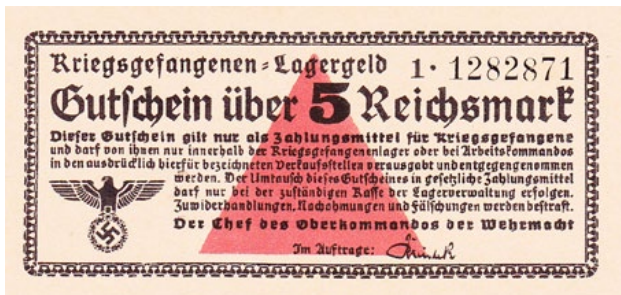 Kriegsgefangenen-Lagergeld 1·1282871
Gutschein über 5 Reichsmark
Dieser Gutschein gilt nur als Zahlungsmittel für Kriegsgefangene
und darf von ihnen nur innerhalb der Kriegsgefangenenlager oder bei Arbeitskommandos
in den ausdrücklich hierfür bezeichneten Verkaufsstellen verausgabt und entgegengenommen
werden. Der Umtausch dieses Gutscheines in gesetzliche Zahlungsmittel
darf nur bei der zuständigen Kasse der Lagerverwaltung erfolgen.
Zuwiderhandlungen, Nachahmungen und Fälschungen werden bestraft.
Der Chef des Oberkommandos der Wehrmacht
Im Auftrage: